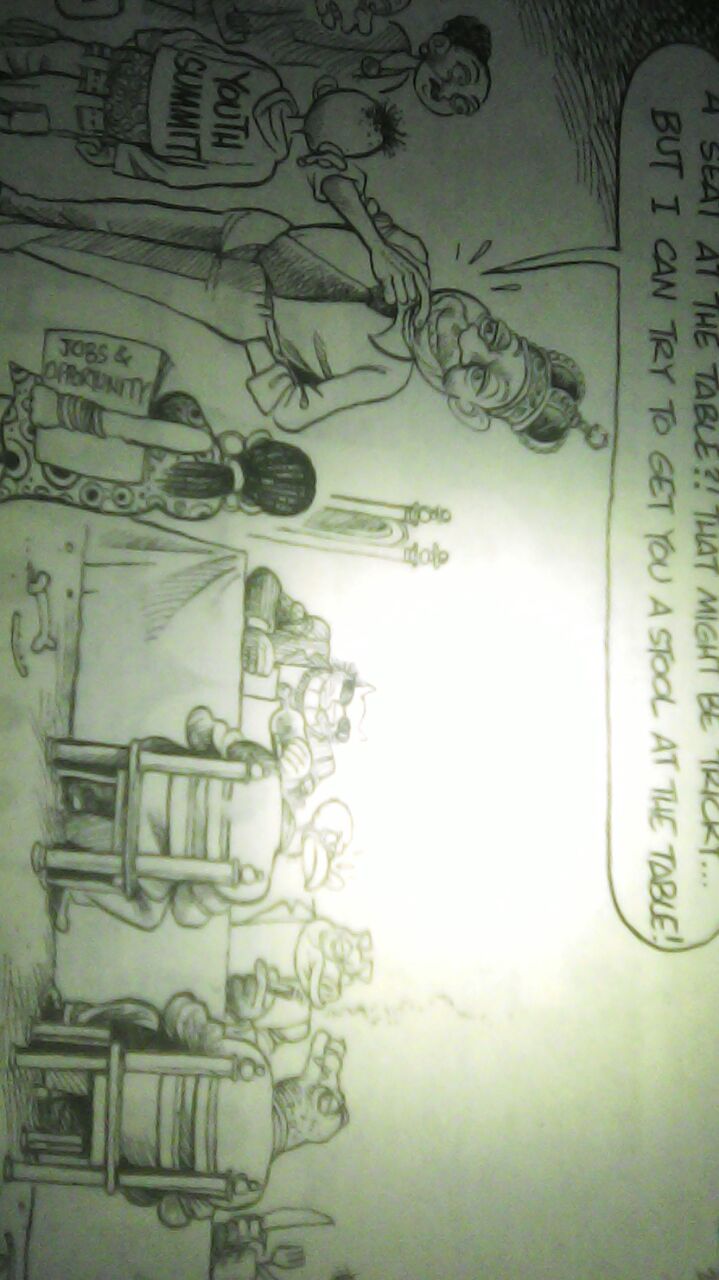 A SEAT AT THE TABLE?! THAT MIGHT BE TRICKY...
BUT I CAN TRY TO GET YOU A STOOL AT THE TABLE!
YOUTH
SUMMIT
JOBS &
OPPORTUNITY